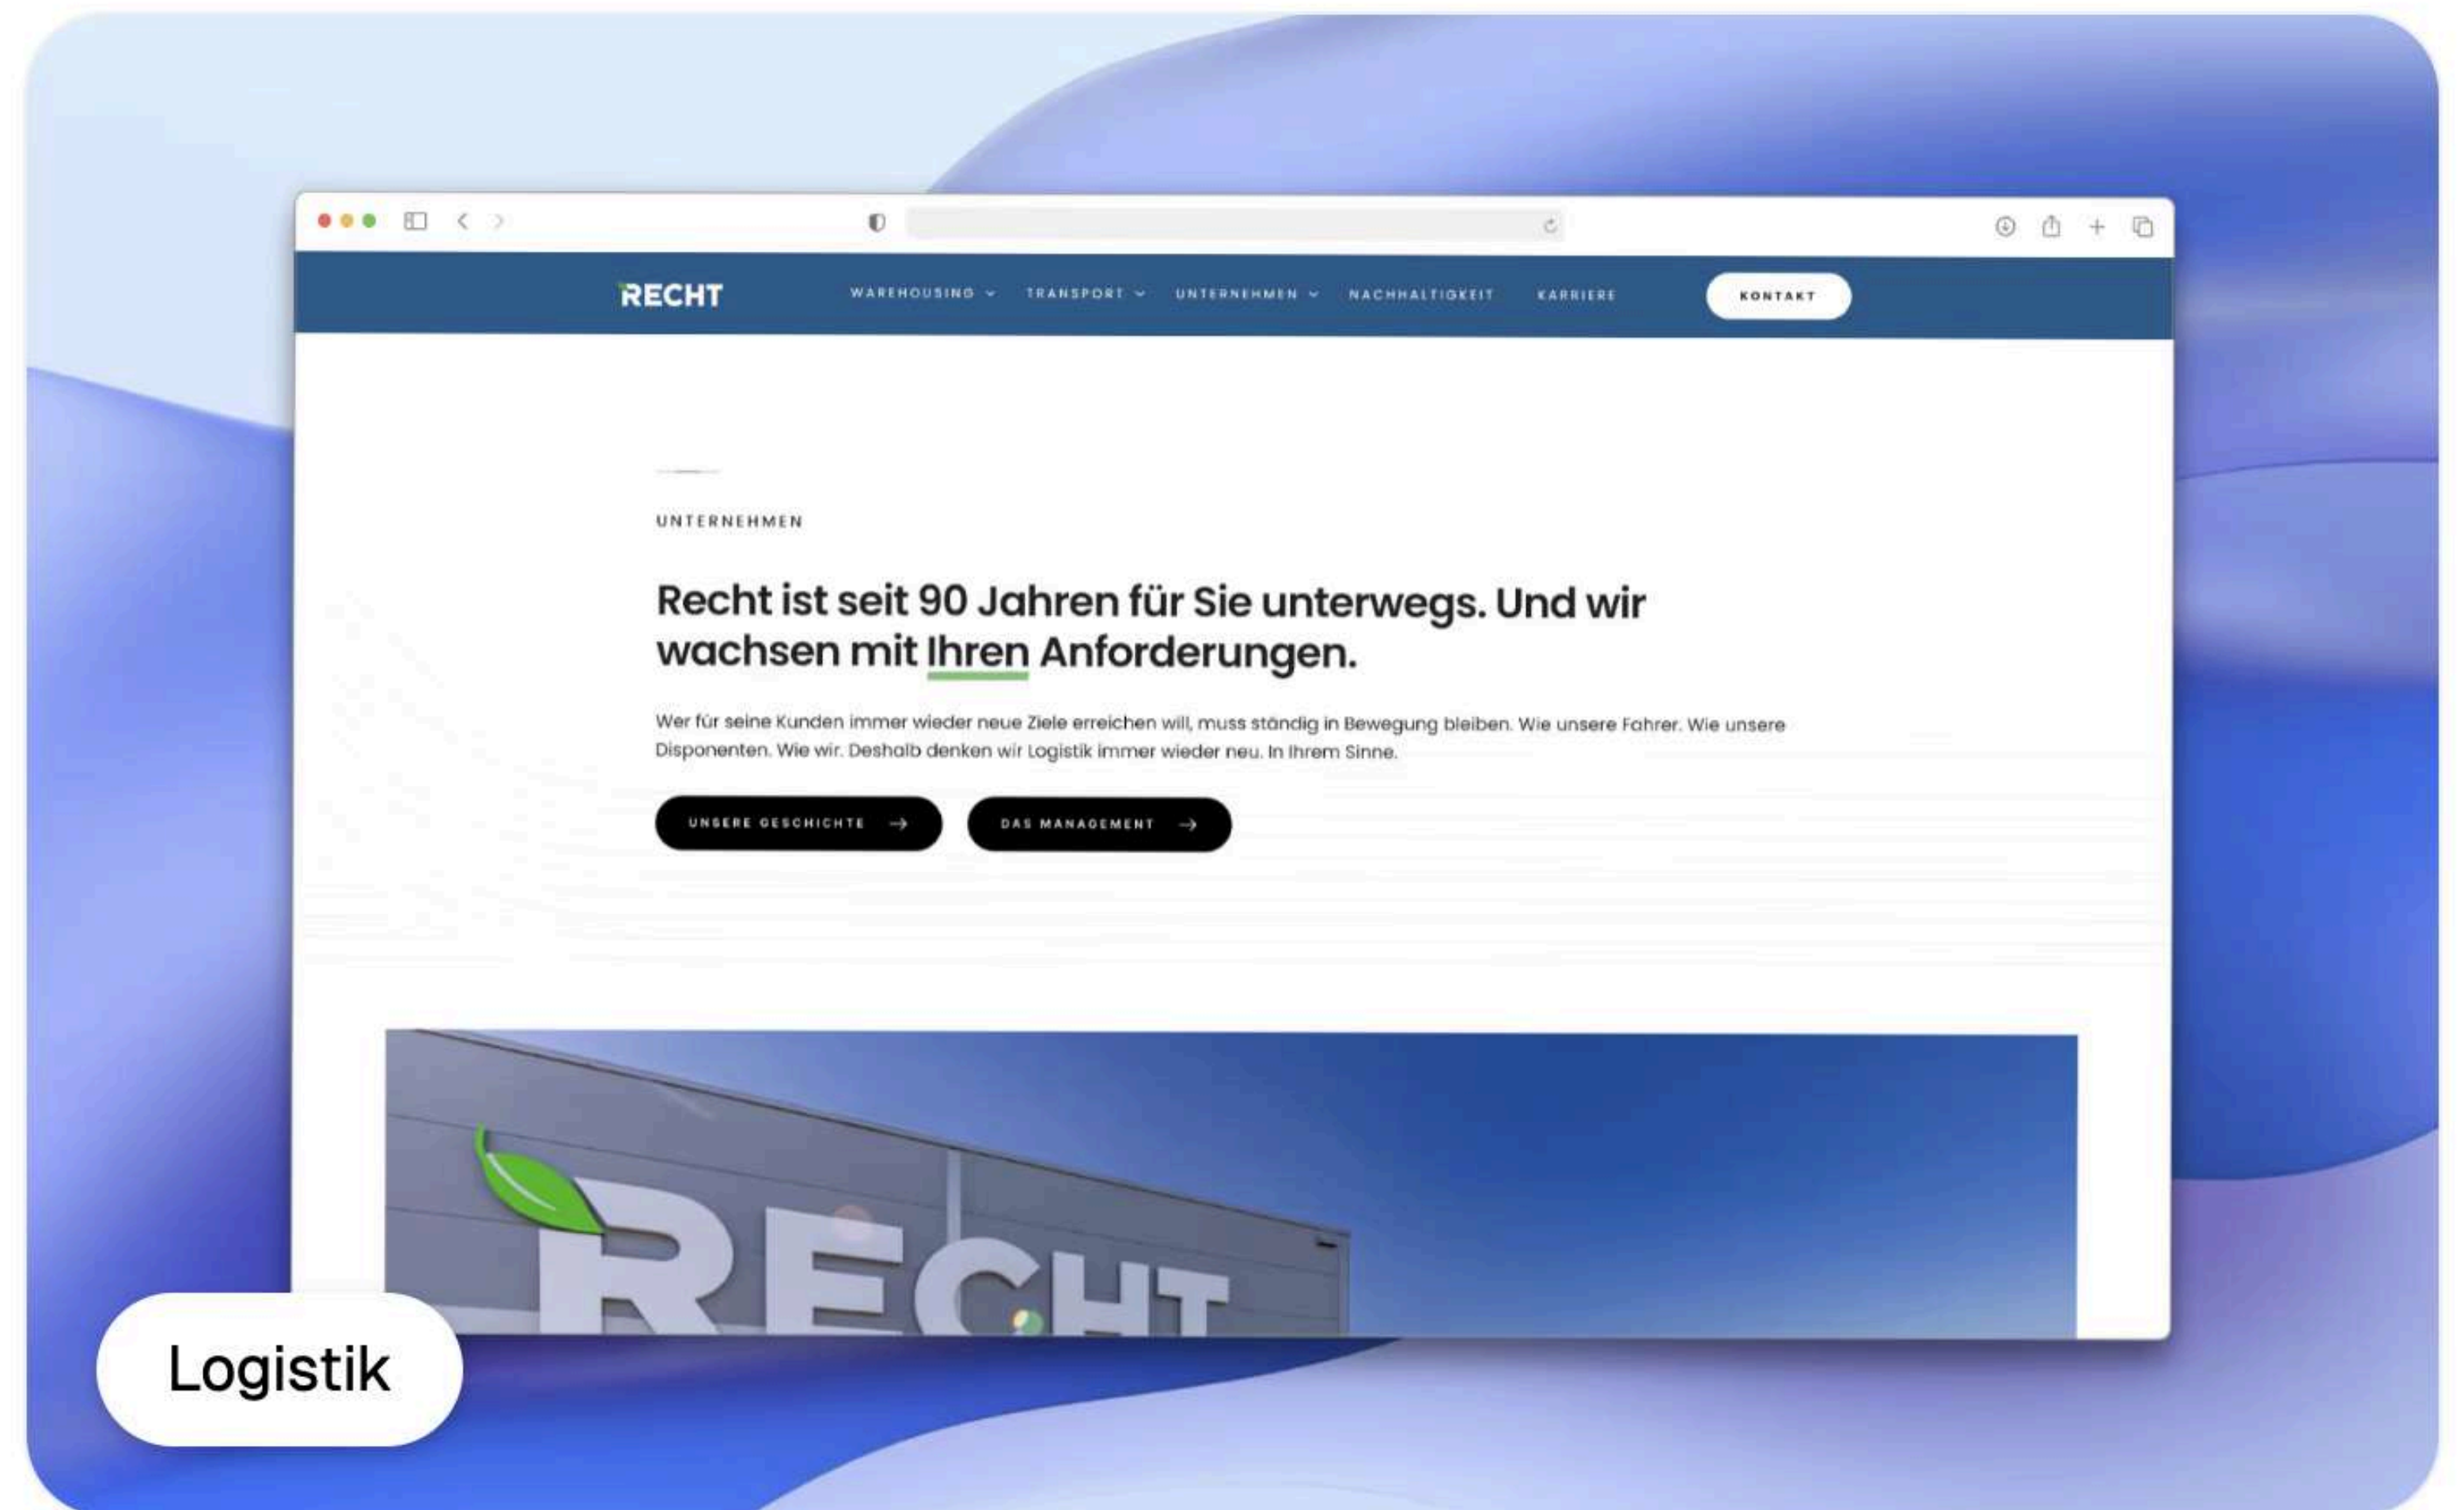 RECHT
WAREHOUSING TRANSPORT UNTERNEHMEN NACHHALTIGKEIT KARRIERE KONTAKT
UNTERNEHMEN
Recht ist seit 90 Jahren für Sie unterwegs. Und wir
wachsen mit Ihren Anforderungen.
Wer für seine Kunden immer wieder neue Ziele erreichen will, muss ständig in Bewegung bleiben. Wie unsere Fahrer. Wie unsere
Disponenten. Wie wir. Deshalb denken wir Logistik immer wieder neu. In Ihrem Sinne.
UNSERE GESCHICHTE → DAS MANAGEMENT →
RECHT
Logistik